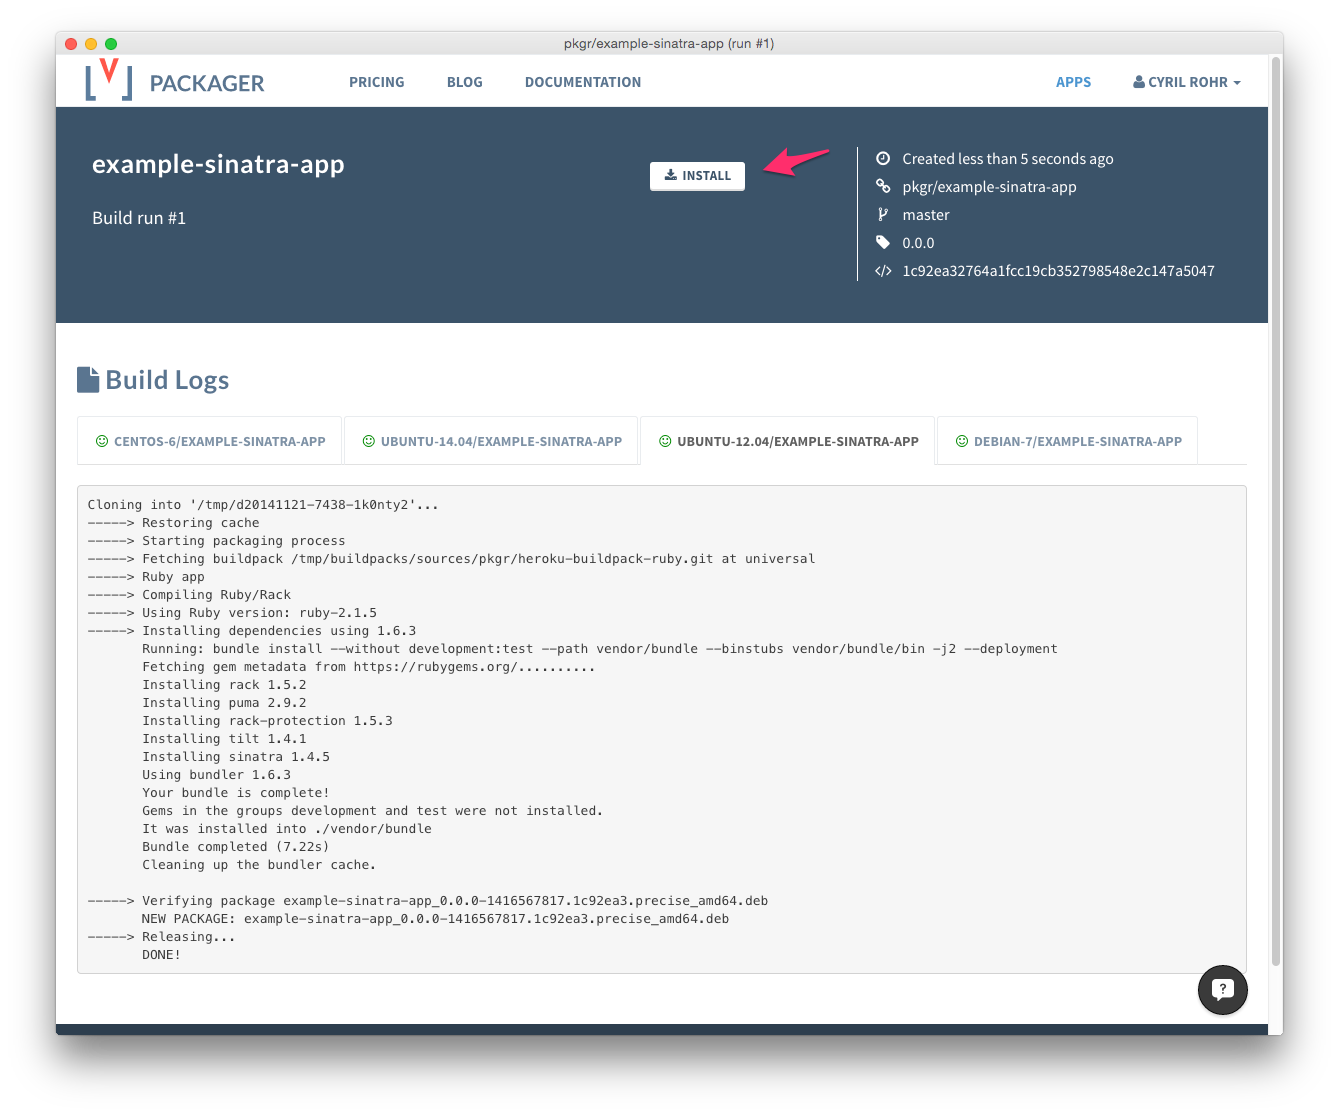 pkgr/example-sinatra-app (run #1)
PACKAGER
PRICING
BLOG
DOCUMENTATION
APPS
CYRIL ROHR
example-sinatra-app
INSTALL
Build run #1
Created less than 5 seconds ago
pkgr/example-sinatra-app
master
0.0.0
1c92ea32764a1fcc19cb352798548e2c147a5047
Build Logs
CENTOS-6/EXAMPLE-SINATRA-APP
UBUNTU-14.04/EXAMPLE-SINATRA-APP
UBUNTU-12.04/EXAMPLE-SINATRA-APP
DEBIAN-7/EXAMPLE-SINATRA-APP
Cloning into '/tmp/d20141121-7438-1k0nty2'...
-----> Restoring cache
-----> Starting packaging process
-----> Fetching buildpack /tmp/buildpacks/sources/pkgr/heroku-buildpack-ruby.git at universal
-----> Ruby app
-----> Compiling Ruby/Rack
-----> Using Ruby version: ruby-2.1.5
-----> Installing dependencies using 1.6.3
Running: bundle install --without development:test --path vendor/bundle --binstubs vendor/bundle/bin -j2 --deployment
Fetching gem metadata from https://rubygems.org/..........
Installing rack 1.5.2
Installing puma 2.9.2
Installing rack-protection 1.5.3
Installing tilt 1.4.1
Installing sinatra 1.4.5
Using bundler 1.6.3
Your bundle is complete!
Gems in the groups development and test were not installed.
It was installed into ./vendor/bundle
Bundle completed (7.22s)
Cleaning up the bundler cache.
-----> Verifying package example-sinatra-app_0.0.0-1416567817.1c92ea3.precise_amd64.deb
NEW PACKAGE: example-sinatra-app_0.0.0-1416567817.1c92ea3.precise_amd64.deb
-----> Releasing...
DONE!